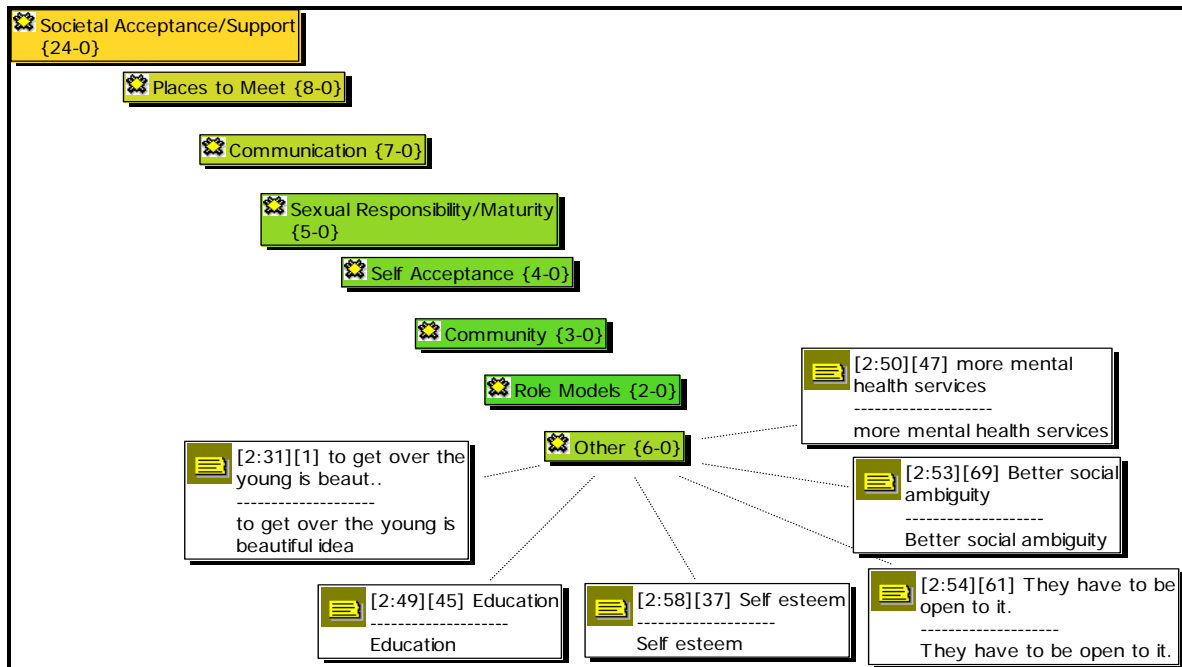 Societal Acceptance/Support
{24-0}
Places to Meet {8-0}
Communication {7-0}
Sexual Responsibility/Maturity
{5-0}
Self Acceptance {4-0}
Community {3-0}
Role Models {2-0}
Other {6-0}
[2:50][47] more mental
health services
--------------------
more mental health services
[2:31][1] to get over the
young is beaut..
--------------------
to get over the young is
beautiful idea
[2:53][69] Better social
ambiguity
--------------------
Better social ambiguity
[2:49][45] Education
--------------------
Education
[2:58][37] Self esteem
--------------------
Self esteem
[2:54][61] They have to be
open to it.
--------------------
They have to be open to it.